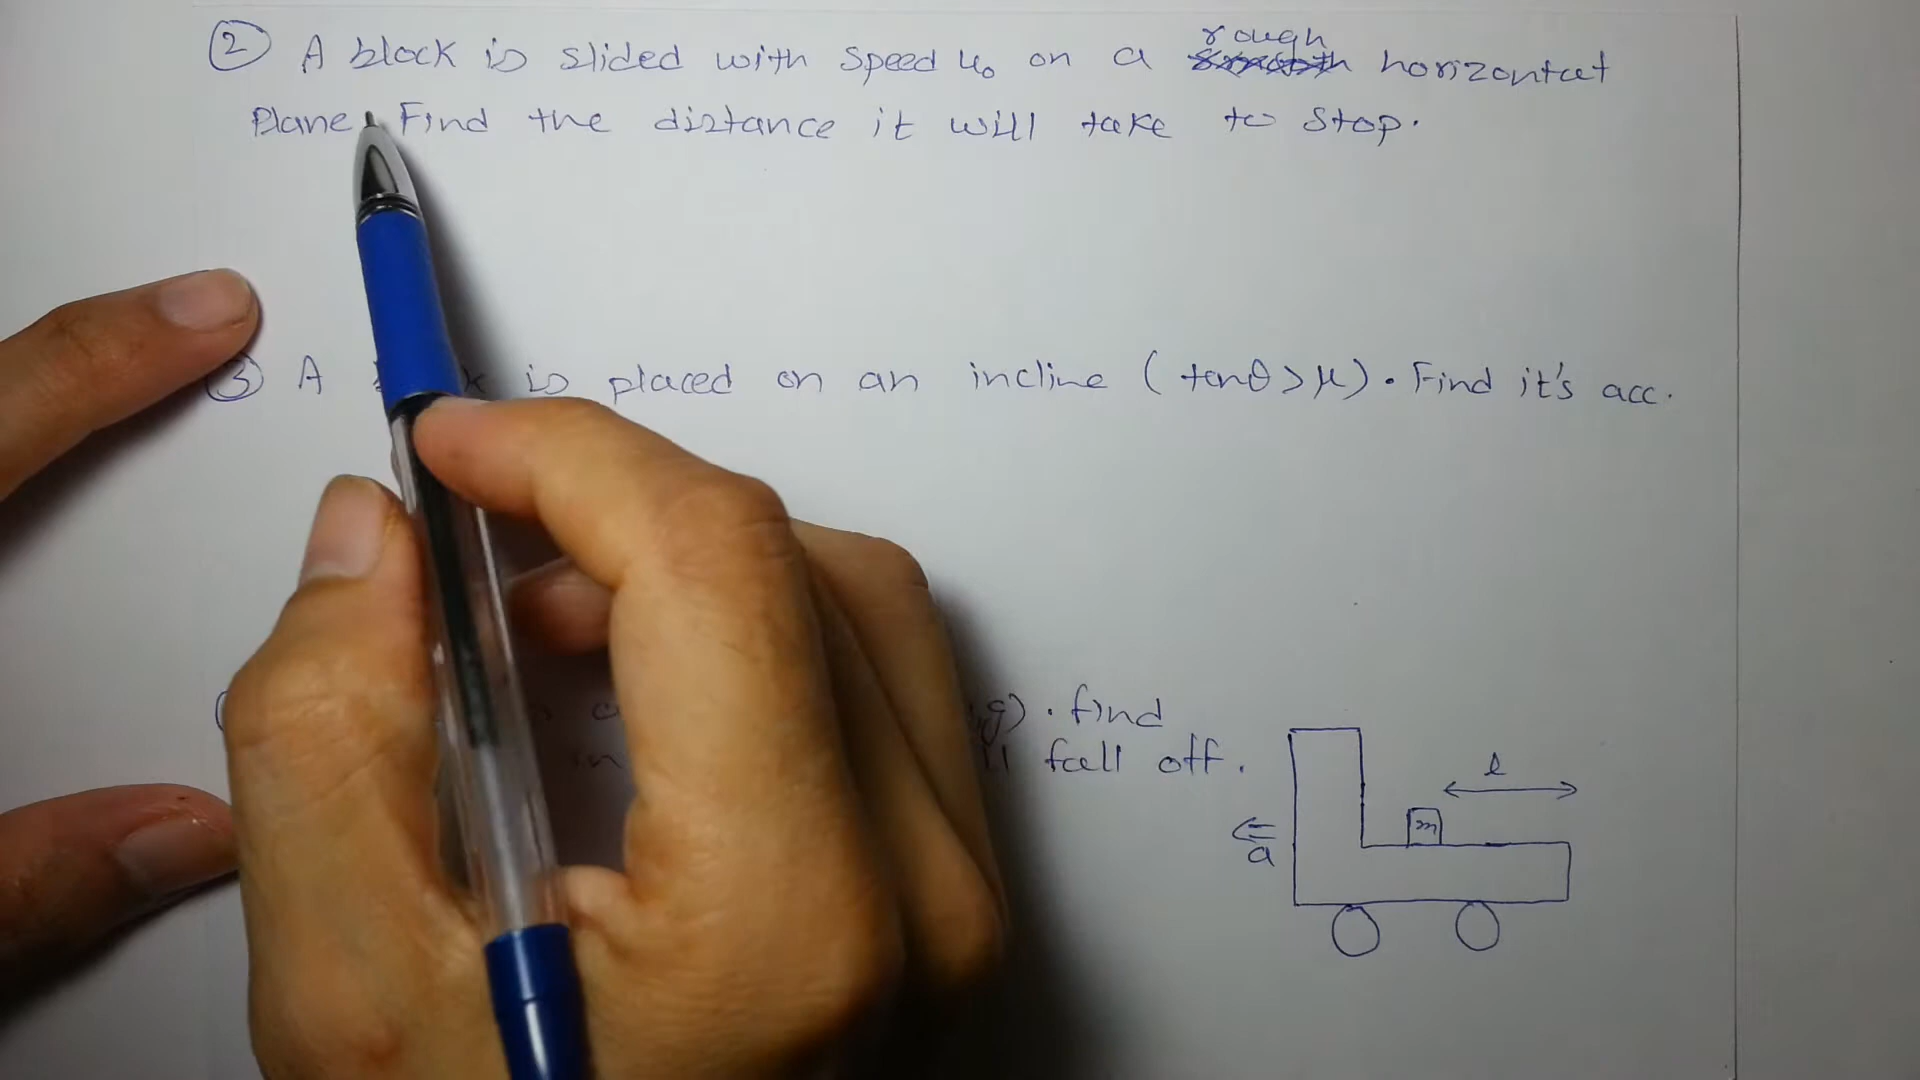 ② A block is slided with speed u₀ on a rough horizontal
Plane. Find the distance it will take to stop.
③ A is placed on an incline (tanθ > μ). Find it's acc.
g). find
in fall off.
l
m
a